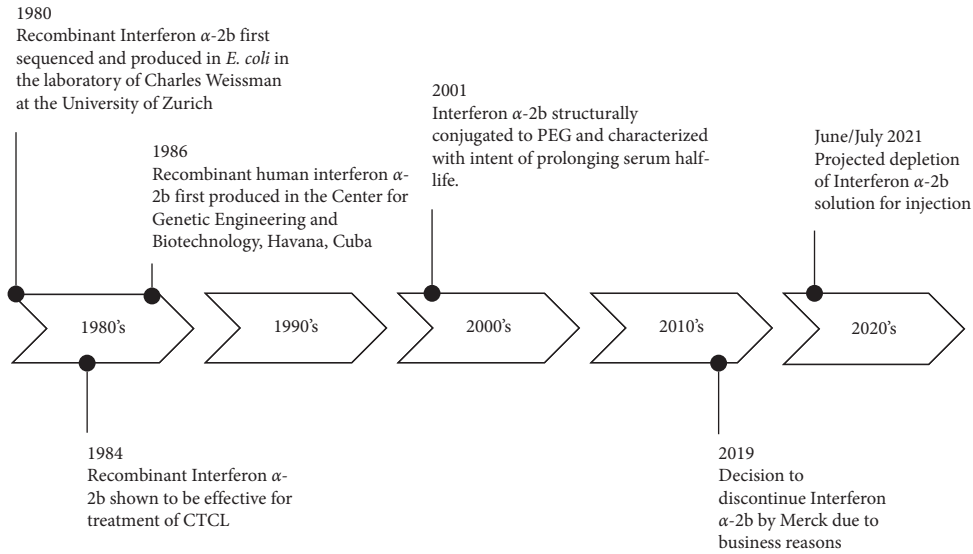 1980
Recombinant Interferon α-2b first
sequenced and produced in E. coli in
the laboratory of Charles Weissman
at the University of Zurich
1986
Recombinant human interferon α-
2b first produced in the Center for
Genetic Engineering and
Biotechnology, Havana, Cuba
2001
Interferon α-2b structurally
conjugated to PEG and characterized
with intent of prolonging serum half-
life.
June/July 2021
Projected depletion
of Interferon α-2b
solution for injection
1980's
1990's
2000's
2010's
2020's
1984
Recombinant Interferon α-
2b shown to be effective for
treatment of CTCL
2019
Decision to
discontinue Interferon
α-2b by Merck due to
business reasons